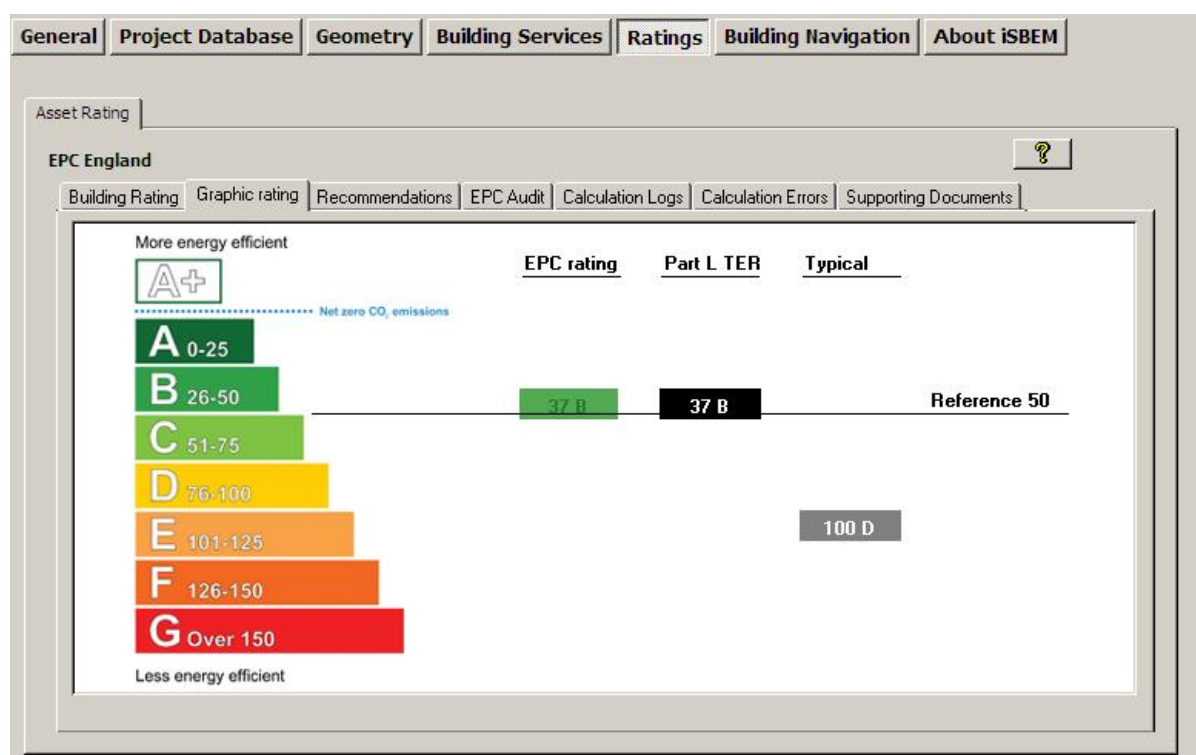 General Project Database Geometry Building Services Ratings Building Navigation About iSBEM
Asset Rating
EPC England
?
Building Rating Graphic rating Recommendations EPC Audit Calculation Logs Calculation Errors Supporting Documents
More energy efficient
EPC rating Part L TER Typical
A+
Net zero CO2 emissions
A 0-25
B 26-50
37 B 37 B Reference 50
C 51-75
D 76-100
100 D
E 101-125
F 126-150
G Over 150
Less energy efficient